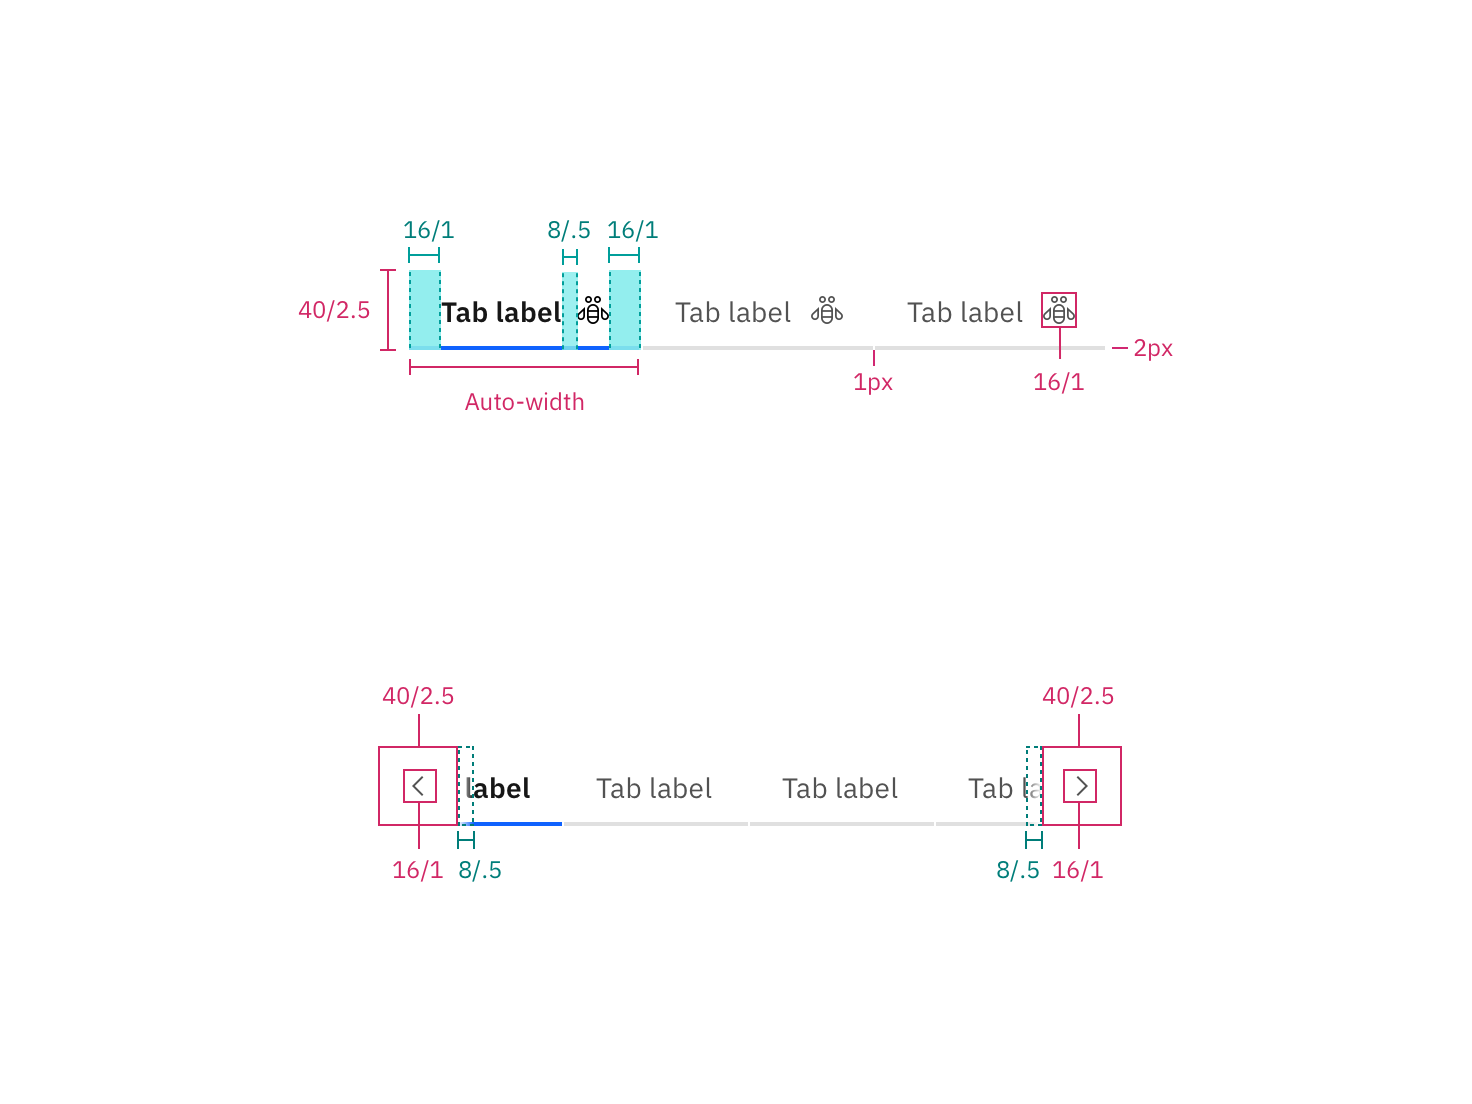 16/1 8/.5 16/1
40/2.5 Tab label Tab label Tab label
2px
1px 16/1
Auto-width
40/2.5 40/2.5
label Tab label Tab label Tab la
16/1 8/.5 8/.5 16/1